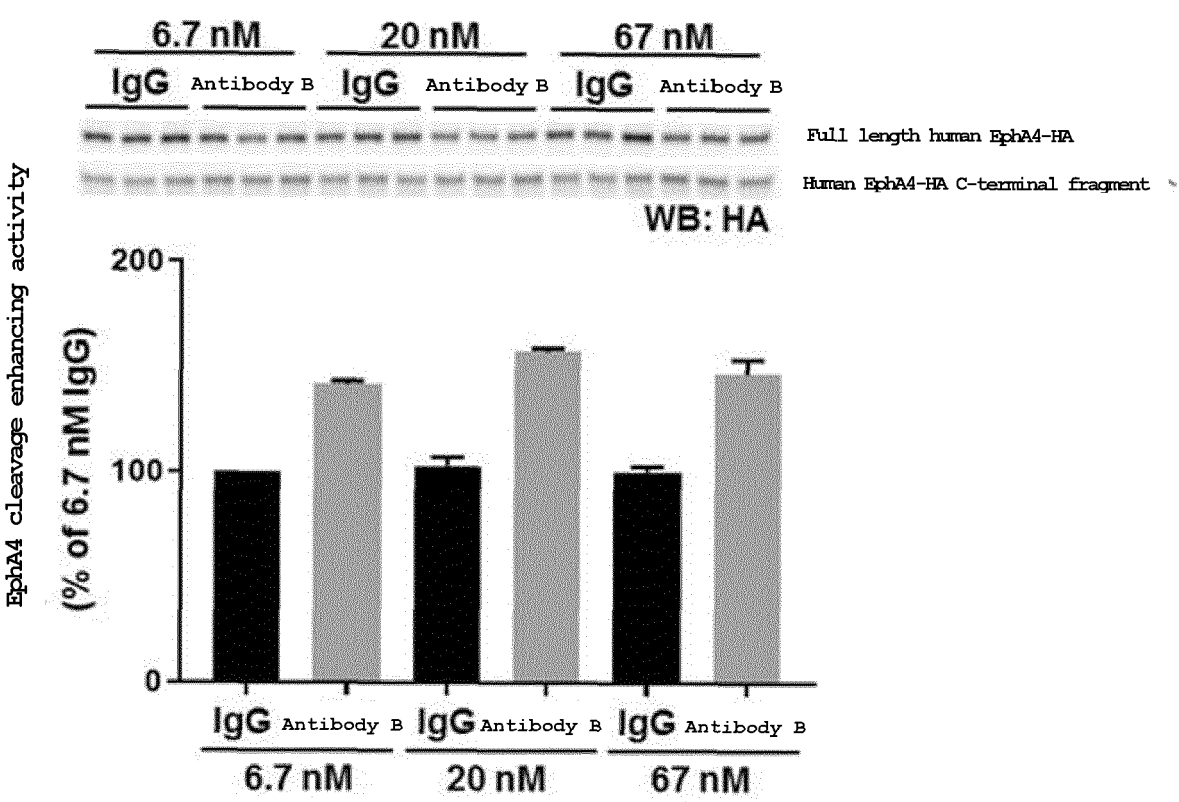 6.7 nM 20 nM 67 nM
IgG Antibody B IgG Antibody B IgG Antibody B
Full length human EphA4-HA
Human EphA4-HA C-terminal fragment
WB: HA
EphA4 cleavage enhancing activity
(% of 6.7 nM IgG)
200
100
0
IgG Antibody B IgG Antibody B IgG Antibody B
6.7 nM 20 nM 67 nM